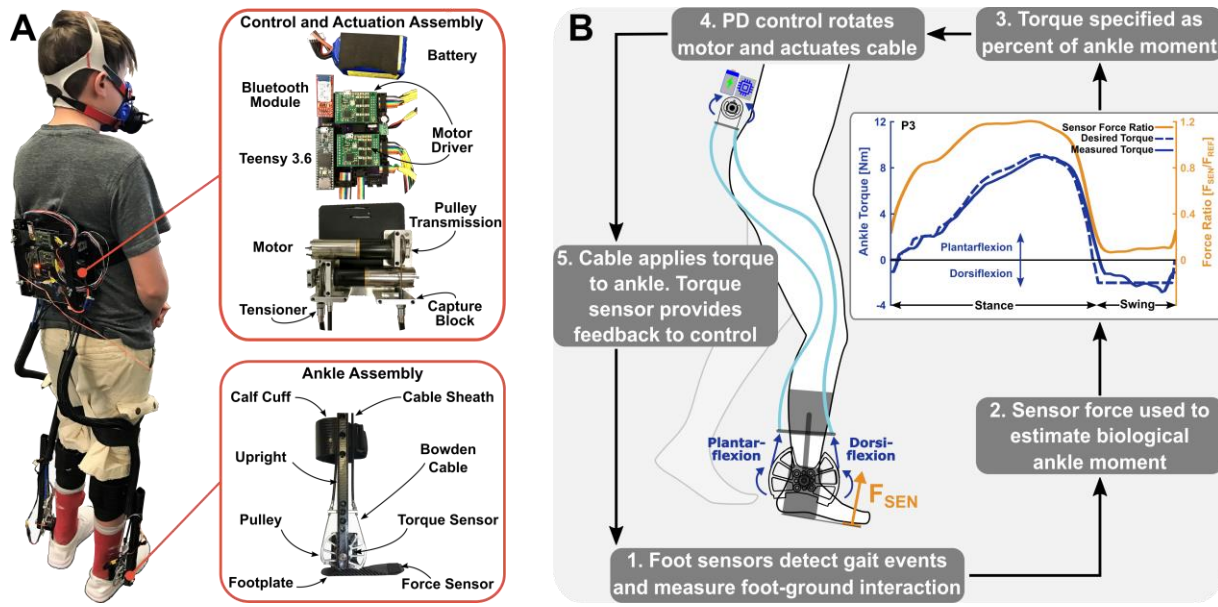 A
Control and Actuation Assembly
Battery
Bluetooth
Module
Motor
Driver
Teensy 3.6
Pulley
Transmission
Motor
Tensioner
Capture
Block
Ankle Assembly
Calf Cuff
Cable Sheath
Upright
Bowden
Cable
Pulley
Torque Sensor
Footplate
Force Sensor
B
4. PD control rotates
motor and actuates cable
3. Torque specified as
percent of ankle moment
P3
Sensor Force Ratio
Desired Torque
Measured Torque
Ankle Torque [Nm]
12
8
4
0
-4
Plantarflexion
Dorsiflexion
Force Ratio [FSEN/FREF]
1.2
0.8
0.4
0
Stance
Swing
5. Cable applies torque
to ankle. Torque
sensor provides
feedback to control
2. Sensor force used to
estimate biological
ankle moment
Plantar-
flexion
Dorsi-
flexion
FSEN
1. Foot sensors detect gait events
and measure foot-ground interaction